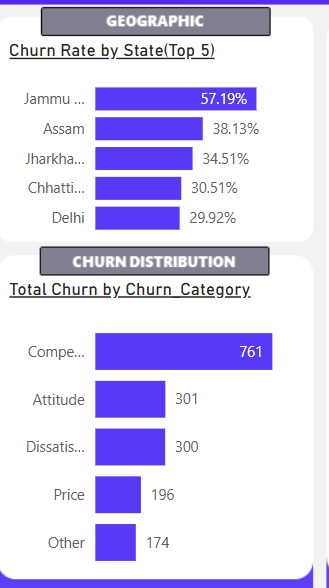 GEOGRAPHIC
Churn Rate by State(Top 5)
Jammu ... 57.19%
Assam 38.13%
Jharkha... 34.51%
Chhatti... 30.51%
Delhi 29.92%
CHURN DISTRIBUTION
Total Churn by Churn_Category
Compe... 761
Attitude 301
Dissatis... 300
Price 196
Other 174